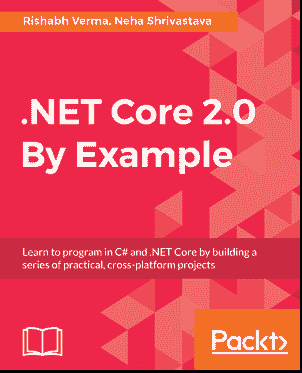 Rishabh Verma, Neha Shrivastava
.NET Core 2.0
By Example
Learn to program in C# and .NET Core by building a
series of practical, cross-platform projects
Packt>